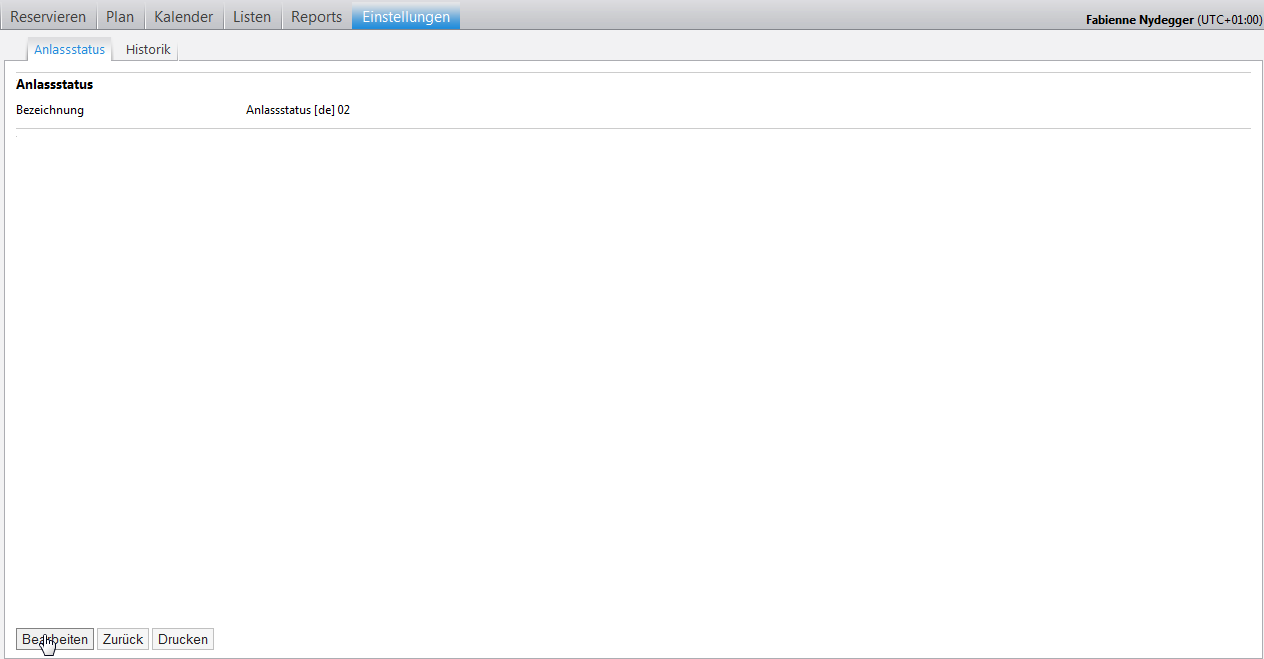 Reservieren Plan Kalender Listen Reports Einstellungen Fabienne Nydegger (UTC+01:00)
Anlassstatus Historik
Anlassstatus
Bezeichnung Anlassstatus [de] 02
Bearbeiten Zurück Drucken